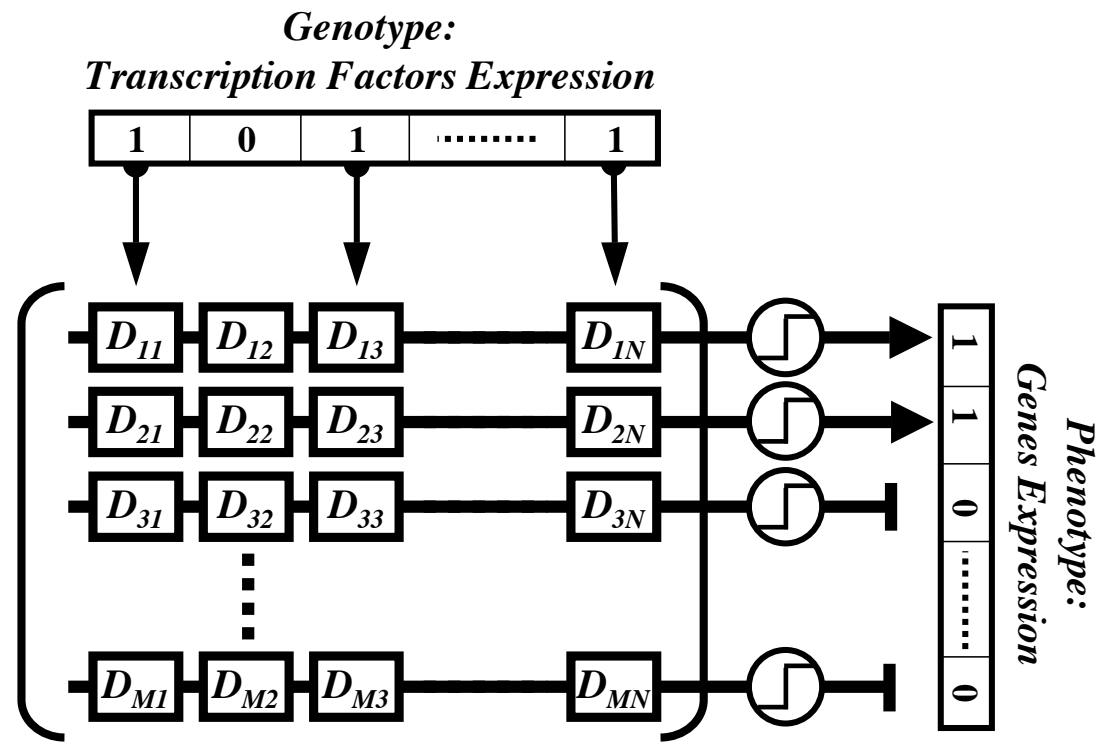 Genotype:
Transcription Factors Expression
1 0 1 ········· 1
D11 D12 D13 D1N
D21 D22 D23 D2N
D31 D32 D33 D3N
DM1 DM2 DM3 DMN
1
1
0
·········
0
Phenotype:
Genes Expression